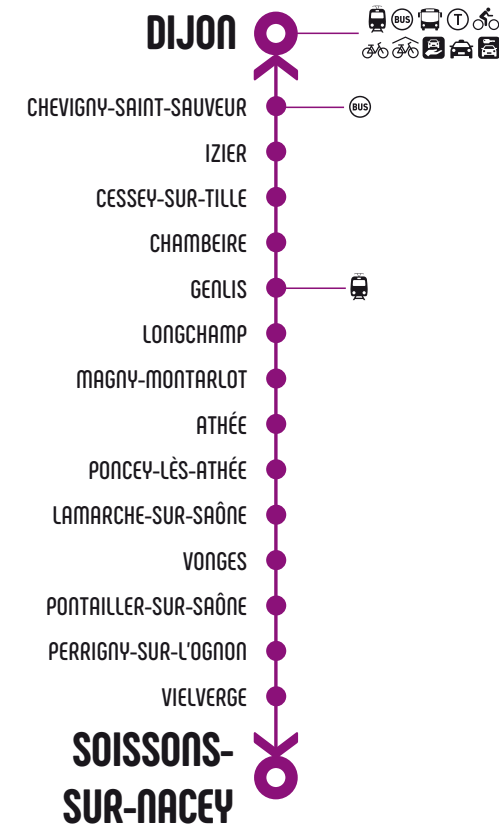 DIJON
BUS
T
CHEVIGNY-SAINT-SAUVEUR
BUS
IZIER
CESSEY-SUR-TILLE
CHAMBEIRE
GENLIS
LONGCHAMP
MAGNY-MONTARLOT
ATHÉE
PONCEY-LÈS-ATHÉE
LAMARCHE-SUR-SAÔNE
VONGES
PONTAILLER-SUR-SAÔNE
PERRIGNY-SUR-L'OGNON
VIELVERGE
SOISSONS-
SUR-NACEY